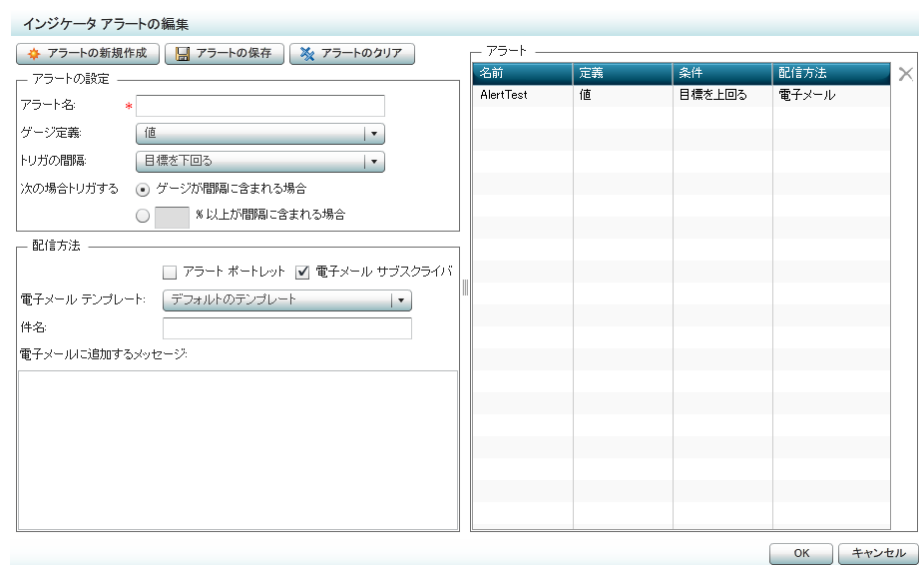 インジケータ アラートの編集
アラートの新規作成 アラートの保存 アラートのクリア
アラートの設定
アラート名: *
ゲージ定義: 値
トリガの間隔: 目標を下回る
次の場合トリガする ゲージが間隔に含まれる場合
% 以上が間隔に含まれる場合
配信方法
アラート ポートレット 電子メール サブスクライバ
電子メール テンプレート: デフォルトのテンプレート
件名:
電子メールに追加するメッセージ:
アラート
名前 定義 条件 配信方法
AlertTest 値 目標を上回る 電子メール
OK キャンセル